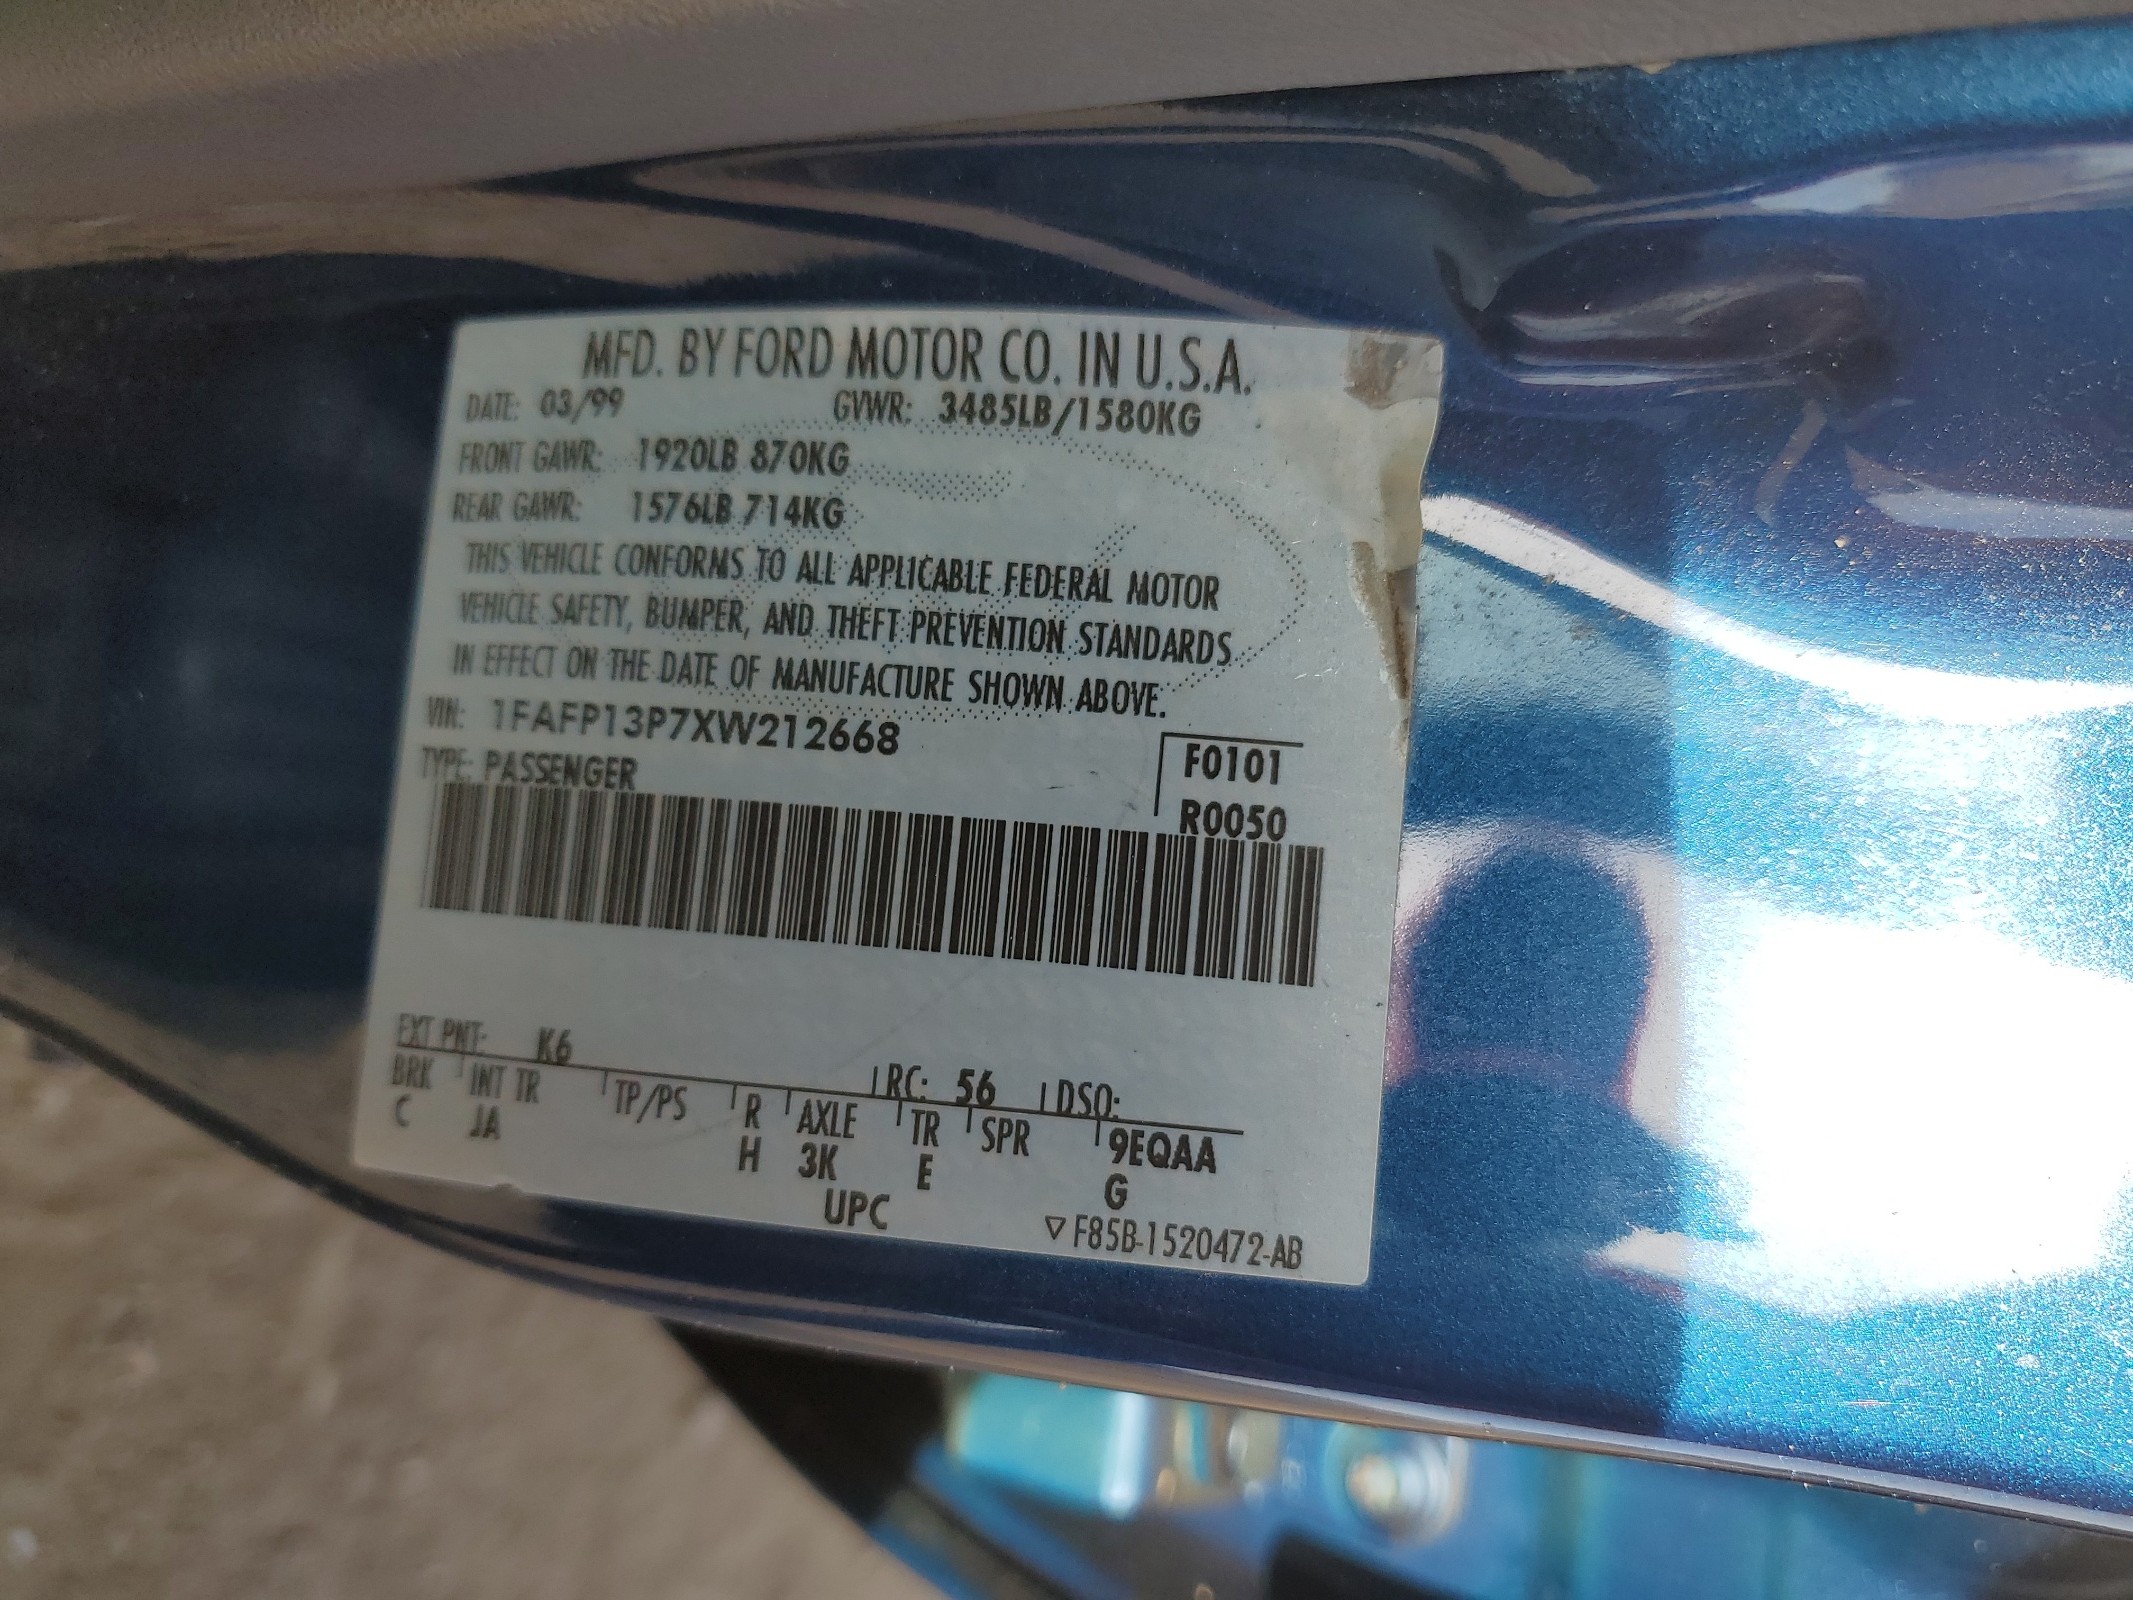 MFD. BY FORD MOTOR CO. IN U.S.A.
DATE: 03/99 GVWR: 3485LB/1580KG
FRONT GAWR: 1920LB 870KG
REAR GAWR: 1576LB 714KG
THIS VEHICLE CONFORMS TO ALL APPLICABLE FEDERAL MOTOR
VEHICLE SAFETY, BUMPER, AND THEFT PREVENTION STANDARDS
IN EFFECT ON THE DATE OF MANUFACTURE SHOWN ABOVE.
VIN: 1FAFP13P7XW212668
TYPE: PASSENGER
F0101
R0050
EXT PNT: K6 RC: 56 DSO:
BRK INT TR TP/PS R AXLE TR SPR 9EQAA
C JA H 3K E G
UPC
▽ F85B-1520472-AB